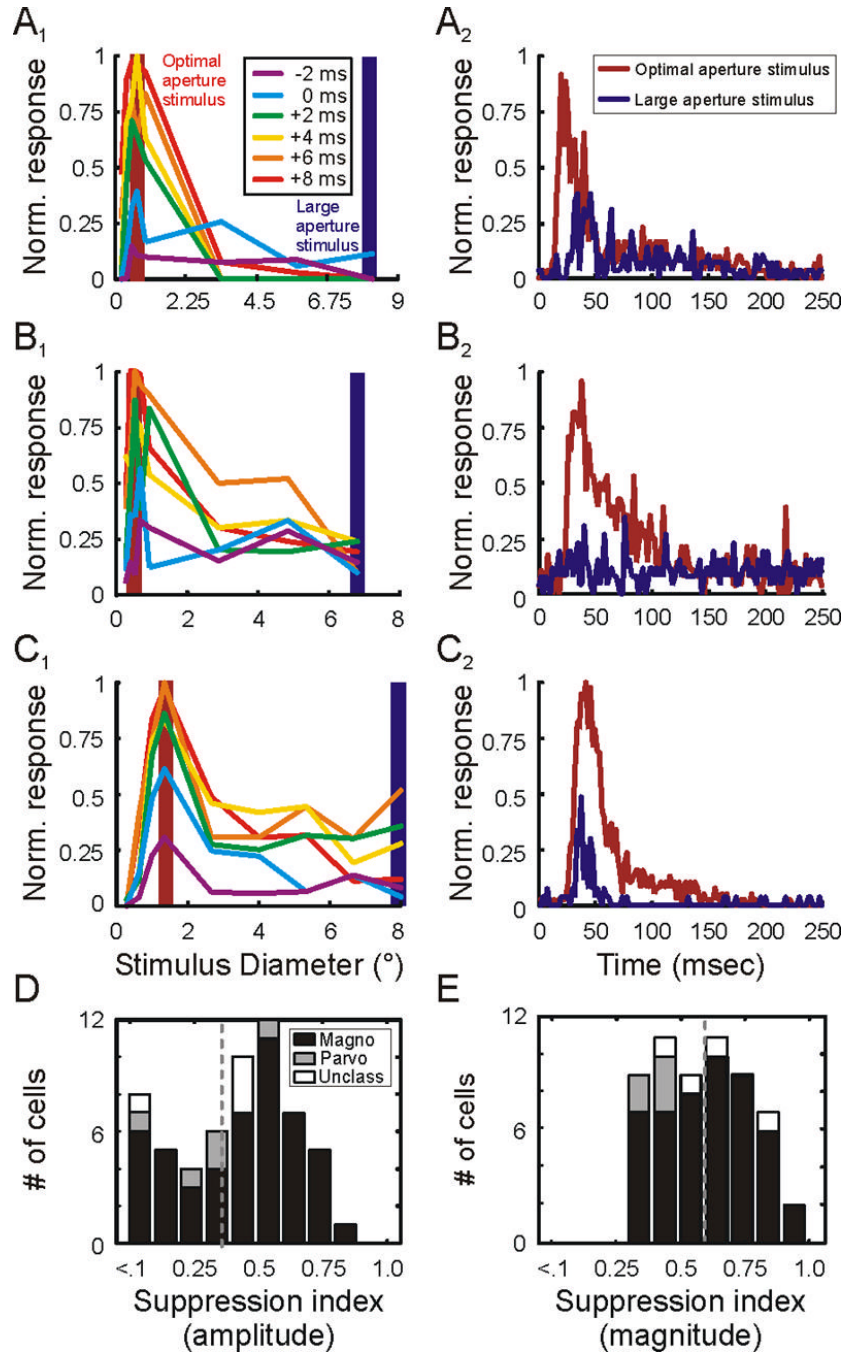 A1
A2
1
0.75
0.5
0.25
0
Norm. response
Optimal
aperture
stimulus
-2 ms
0 ms
+2 ms
+4 ms
+6 ms
+8 ms
Large
aperture
stimulus
0 2.25 4.5 6.75 9
1
0.75
0.5
0.25
0
Norm. response
Optimal aperture stimulus
Large aperture stimulus
0 50 100 150 200 250
B1
B2
1
0.75
0.5
0.25
0
Norm. response
0 2 4 6 8
1
0.75
0.5
0.25
0
Norm. response
0 50 100 150 200 250
C1
C2
1
0.75
0.5
0.25
0
Norm. response
0 2 4 6 8
Stimulus Diameter (°)
1
0.75
0.5
0.25
0
Norm. response
0 50 100 150 200 250
Time (msec)
D
E
12
6
0
# of cells
Magno
Parvo
Unclass
<.1 0.25 0.5 0.75 1.0
Suppression index
(amplitude)
12
6
0
# of cells
<.1 0.25 0.5 0.75 1.0
Suppression index
(magnitude)